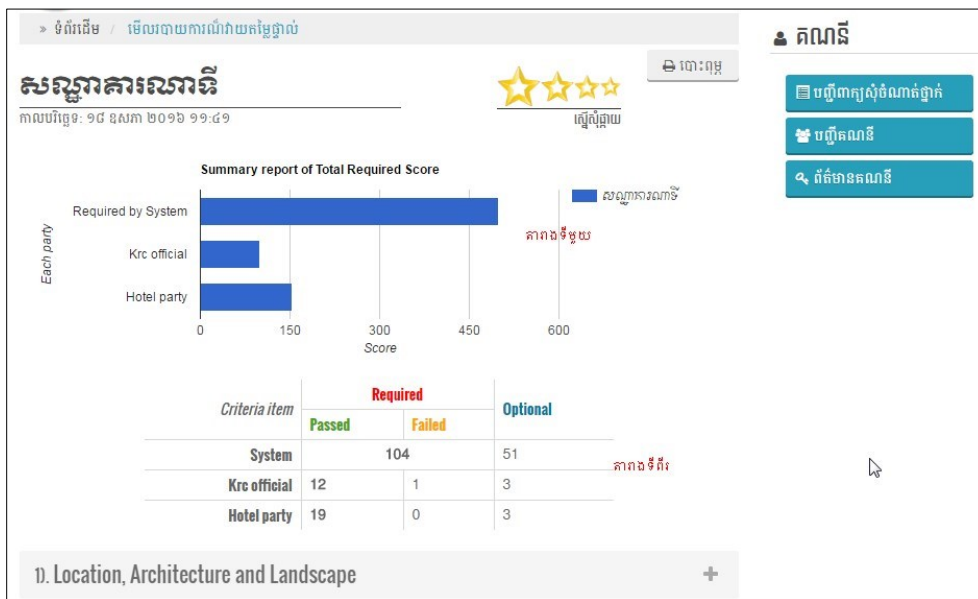 » ទំព័រដើម / មើលរបាយការណ៍វាយតម្លៃផ្ទាល់
សណ្ឋាគារណាទី
កាលបរិច្ឆេទ: ១៨ ឧសភា ២០១៦ ១១:៤១
ស្នើសុំផ្កាយ
បោះពុម្ព
Summary report of Total Required Score
សណ្ឋាគារណាទី
Each party
Required by System
Krc official
Hotel party
តារាងទីមួយ
0 150 300 450 600
Score
Criteria item Required Optional
Passed Failed
System 104 51
Krc official 12 1 3
Hotel party 19 0 3
តារាងទីពីរ
1). Location, Architecture and Landscape +
គណនី
បញ្ជីពាក្យសុំចំណាត់ថ្នាក់
បញ្ជីគណនី
ព័ត៌មានគណនី